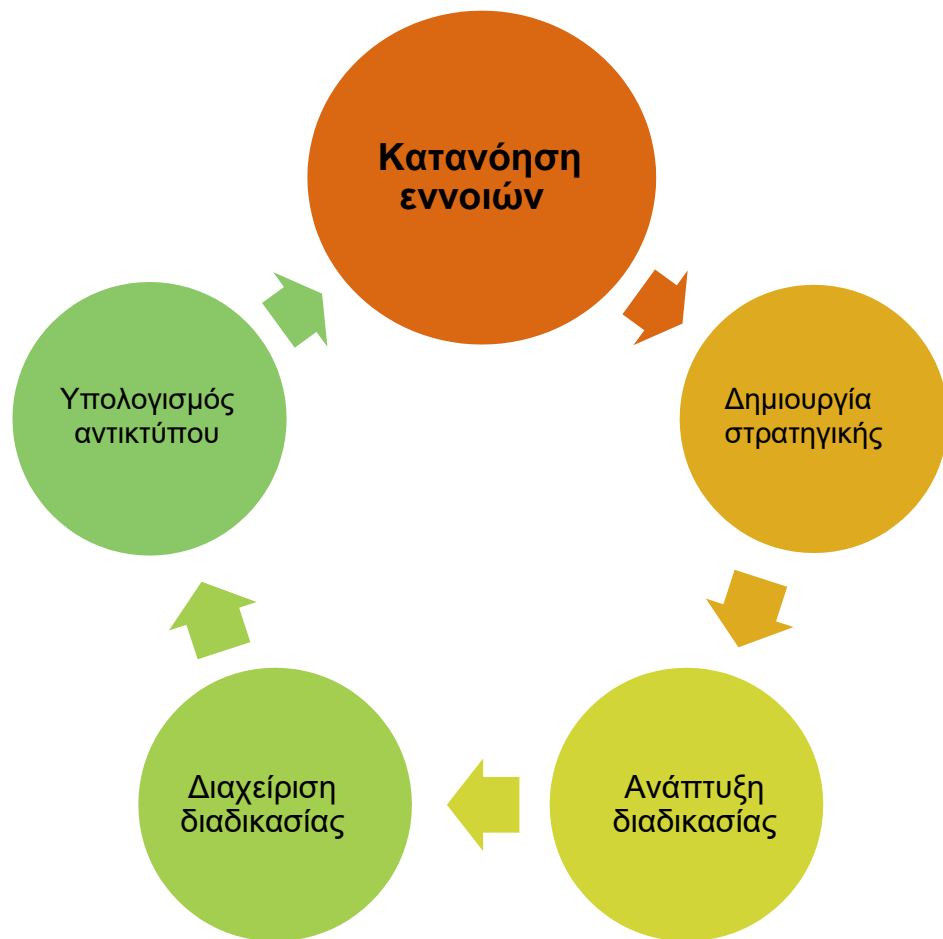 Κατανόηση
εννοιών
Δημιουργία
στρατηγικής
Ανάπτυξη
διαδικασίας
Διαχείριση
διαδικασίας
Υπολογισμός
αντικτύπου